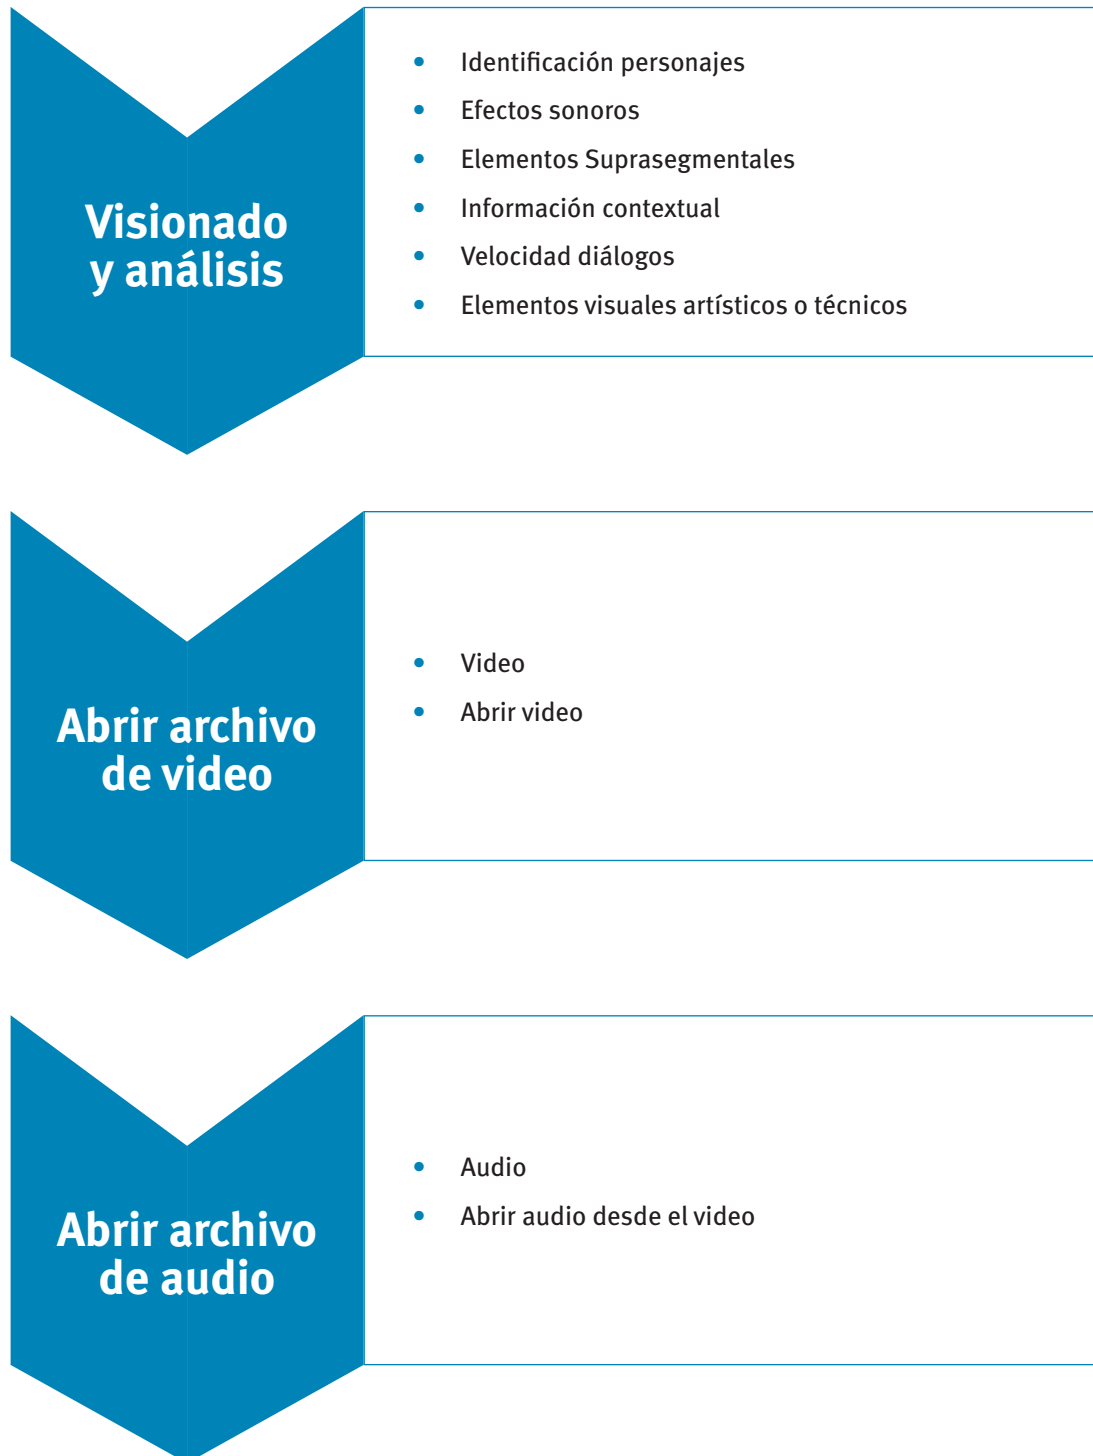 Visionado
y análisis
Identificación personajes
Efectos sonoros
Elementos Suprasegmentales
Información contextual
Velocidad diálogos
Elementos visuales artísticos o técnicos
Abrir archivo
de video
Video
Abrir video
Abrir archivo
de audio
Audio
Abrir audio desde el video